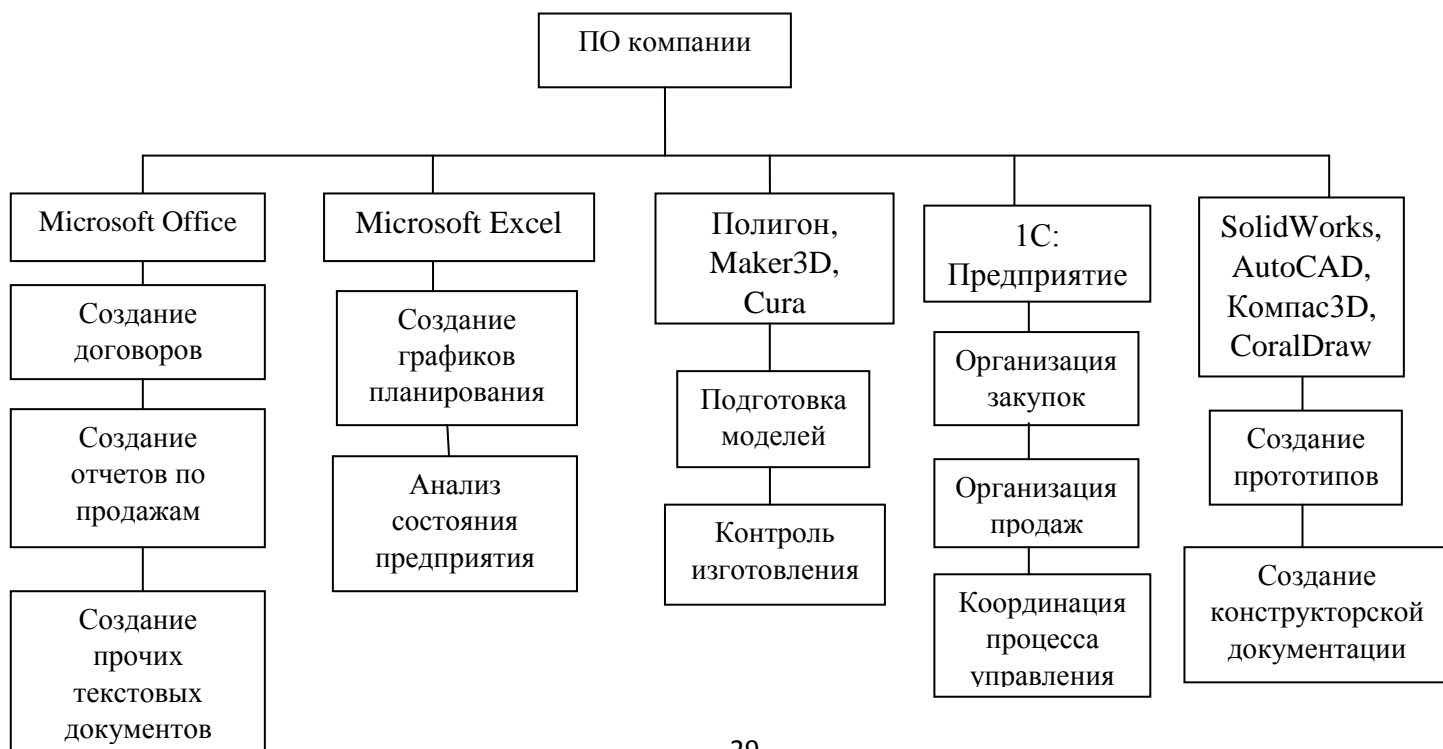 ПО компании
Microsoft Office
Создание
договоров
Создание
отчетов по
продажам
Создание
прочих
текстовых
документов
Microsoft Excel
Создание
графиков
планирования
Анализ
состояния
предприятия
Полигон,
Maker3D,
Cura
Подготовка
моделей
Контроль
изготовления
1С:
Предприятие
Организация
закупок
Организация
продаж
Координация
процесса
управления
SolidWorks,
AutoCAD,
Компас3D,
CoralDraw
Создание
прототипов
Создание
конструкторской
документации
29